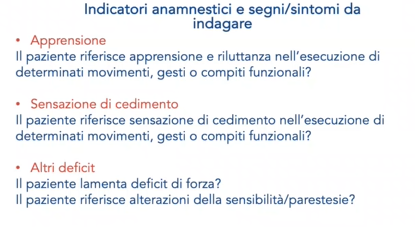 Indicatori anamnestici e segni/sintomi da
indagare
• Apprensione
Il paziente riferisce apprensione e riluttanza nell'esecuzione di
determinati movimenti, gesti o compiti funzionali?
• Sensazione di cedimento
Il paziente riferisce sensazione di cedimento nell'esecuzione di
determinati movimenti, gesti o compiti funzionali?
• Altri deficit
Il paziente lamenta deficit di forza?
Il paziente riferisce alterazioni della sensibilità/parestesie?